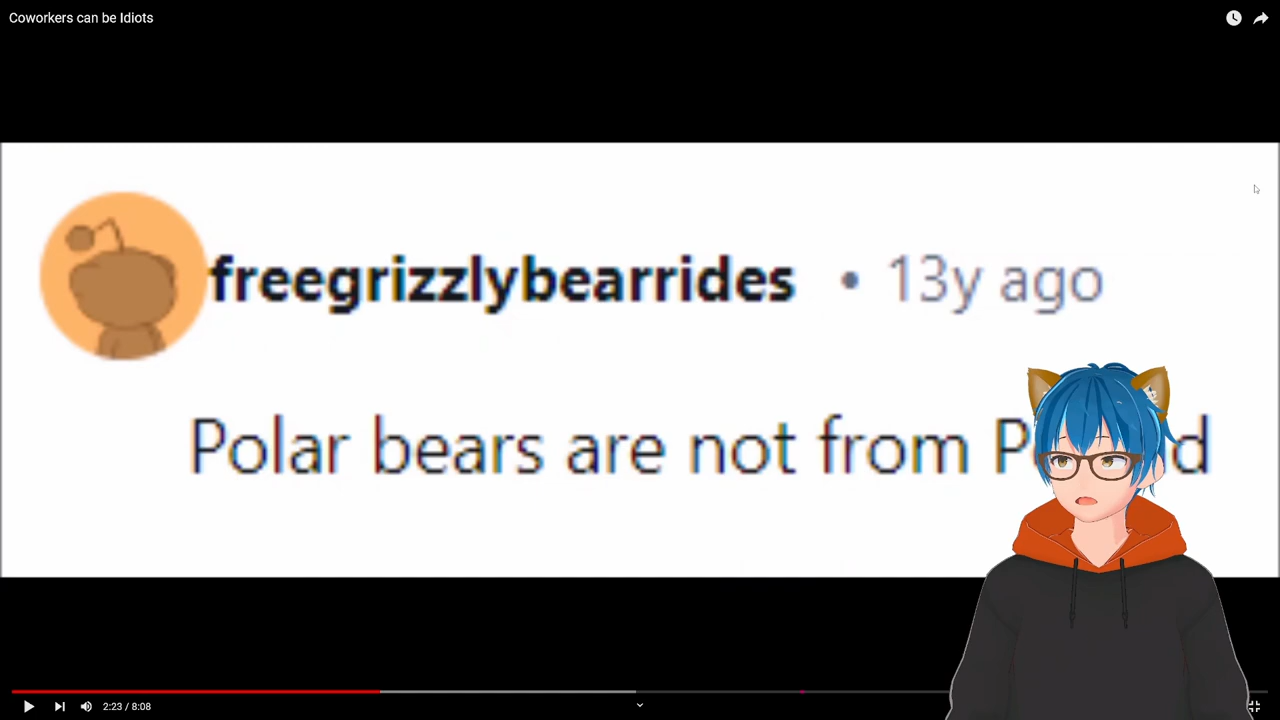 Coworkers can be Idiots
freegrizzlybearrides • 13y ago
Polar bears are not from
2:23 / 8:08